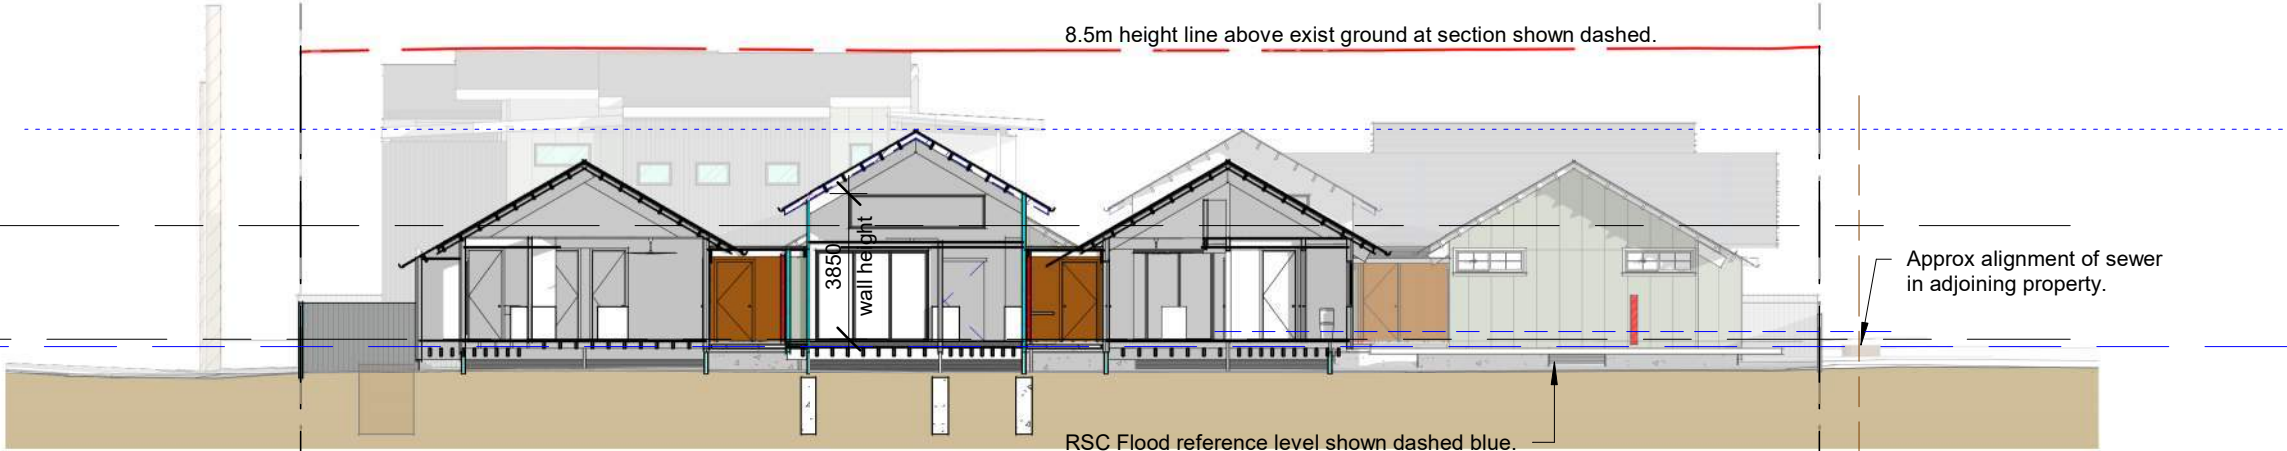 8.5m height line above exist ground at section shown dashed.
3850
wall height
Approx alignment of sewer
in adjoining property.
RSC Flood reference level shown dashed blue.